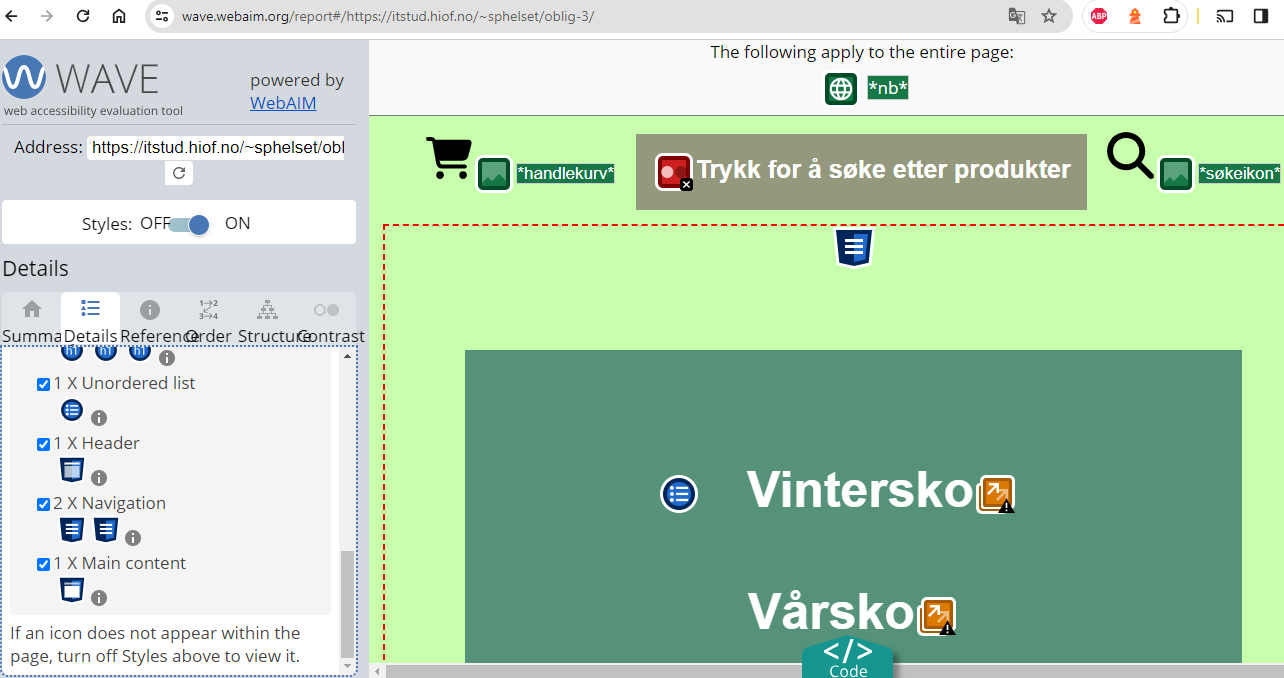 wave.webaim.org/report#/https://itstud.hiof.no/~sphelset/oblig-3/
ABP
WAVE
web accessibility evaluation tool
powered by
WebAIM
Address: https://itstud.hiof.no/~sphelset/obl
Styles: OFF ON
Details
Summa Details Reference Order Structure Contrast
h1 h1 h1
1 X Unordered list
1 X Header
2 X Navigation
1 X Main content
If an icon does not appear within the
page, turn off Styles above to view it.
The following apply to the entire page:
*nb*
*handlekurv*
Trykk for å søke etter produkter
*søkeikon*
Vintersko
Vårsko
</>
Code